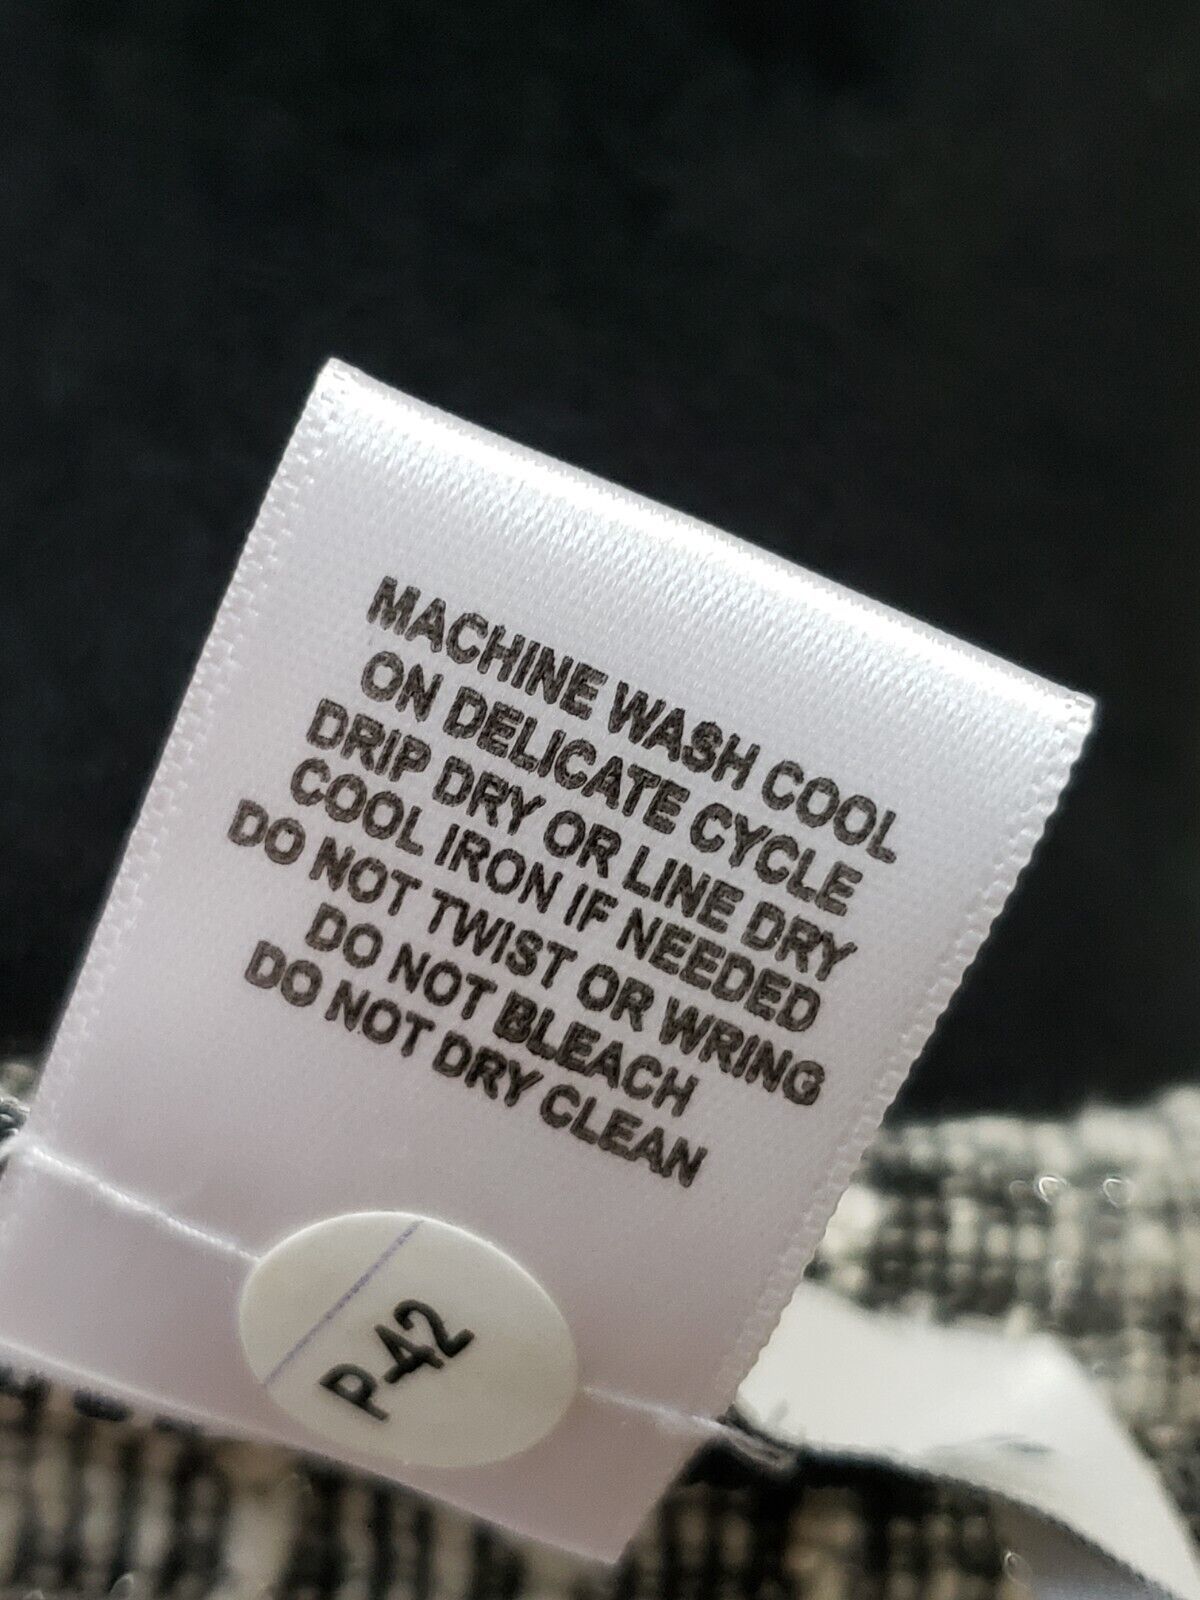 MACHINE WASH COOL
ON DELICATE CYCLE
DRIP DRY OR LINE DRY
COOL IRON IF NEEDED
DO NOT TWIST OR WRING
DO NOT BLEACH
DO NOT DRY CLEAN
P-42